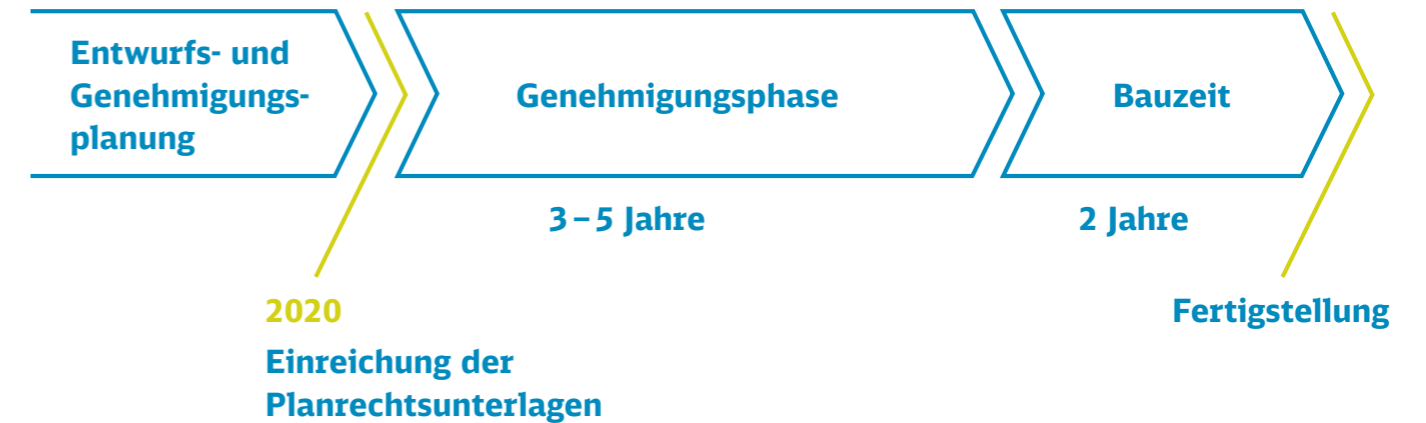 Entwurfs- und
Genehmigungs-
planung
Genehmigungsphase
Bauzeit
3 – 5 Jahre
2 Jahre
2020
Einreichung der
Planrechtsunterlagen
Fertigstellung